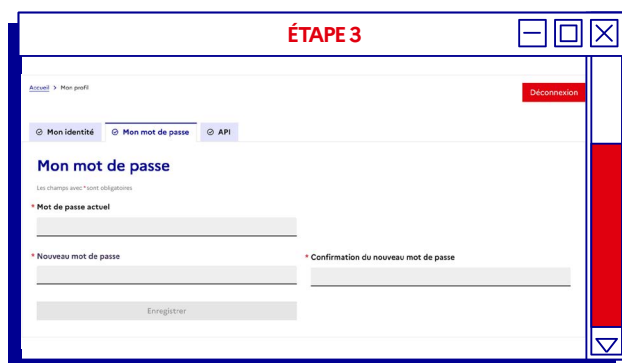 ÉTAPE 3
Accueil > Mon profil
Déconnexion
Mon identité Mon mot de passe API
Mon mot de passe
Les champs avec * sont obligatoires
* Mot de passe actuel
* Nouveau mot de passe * Confirmation du nouveau mot de passe
Enregistrer